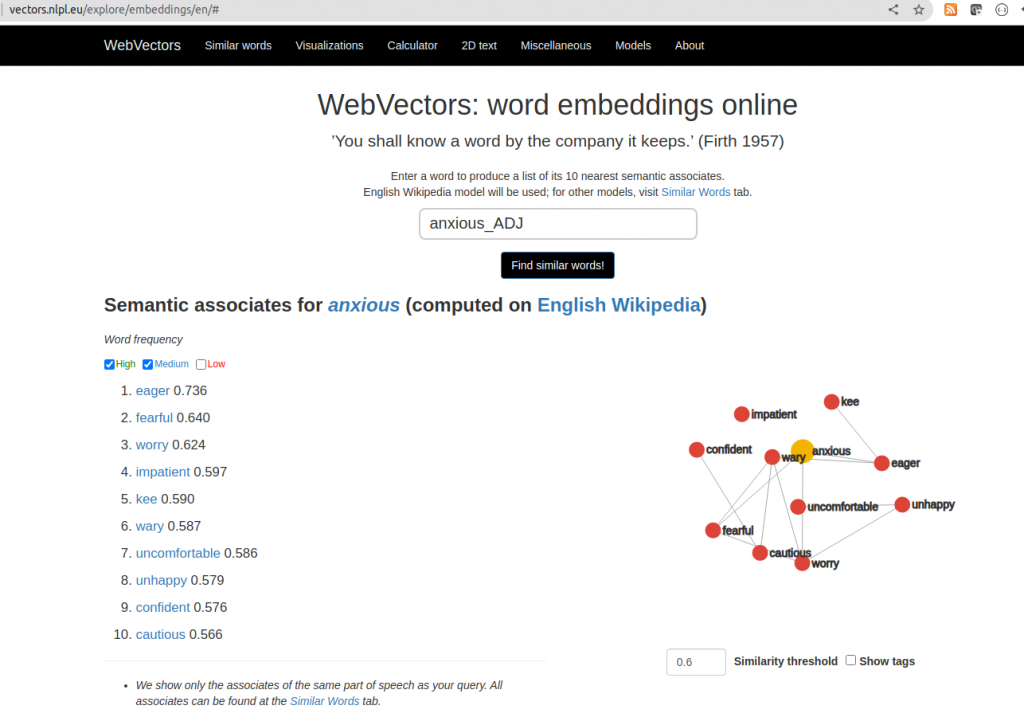 vectors.nlpl.eu/explore/embeddings/en/#
WebVectors Similar words Visualizations Calculator 2D text Miscellaneous Models About
WebVectors: word embeddings online
'You shall know a word by the company it keeps.' (Firth 1957)
Enter a word to produce a list of its 10 nearest semantic associates.
English Wikipedia model will be used; for other models, visit Similar Words tab.
anxious_ADJ
Find similar words!
Semantic associates for anxious (computed on English Wikipedia)
Word frequency
High Medium Low
1. eager 0.736
2. fearful 0.640
3. worry 0.624
4. impatient 0.597
5. kee 0.590
6. wary 0.587
7. uncomfortable 0.586
8. unhappy 0.579
9. confident 0.576
10. cautious 0.566
kee
impatient
confident
wary
anxious
eager
uncomfortable
unhappy
fearful
cautious
worry
0.6 Similarity threshold Show tags
• We show only the associates of the same part of speech as your query. All
associates can be found at the Similar Words tab.